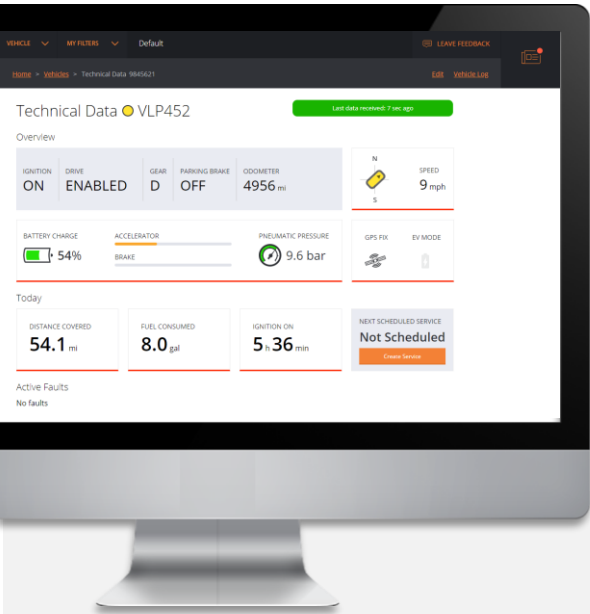 VEHICLE MY FILTERS Default LEAVE FEEDBACK
Home > Vehicles > Technical Data 9845621 Edit Vehicle Log
Technical Data VLP452
Last data received: 7 sec ago
Overview
IGNITION DRIVE GEAR PARKING BRAKE ODOMETER
ON ENABLED D OFF 4956 mi
N
SPEED
9 mph
S
BATTERY CHARGE ACCELERATOR PNEUMATIC PRESSURE
54% BRAKE 9.6 bar
GPS FIX EV MODE
Today
DISTANCE COVERED FUEL CONSUMED IGNITION ON
54.1 mi 8.0 gal 5 h 36 min
NEXT SCHEDULED SERVICE
Not Scheduled
Create Service
Active Faults
No faults